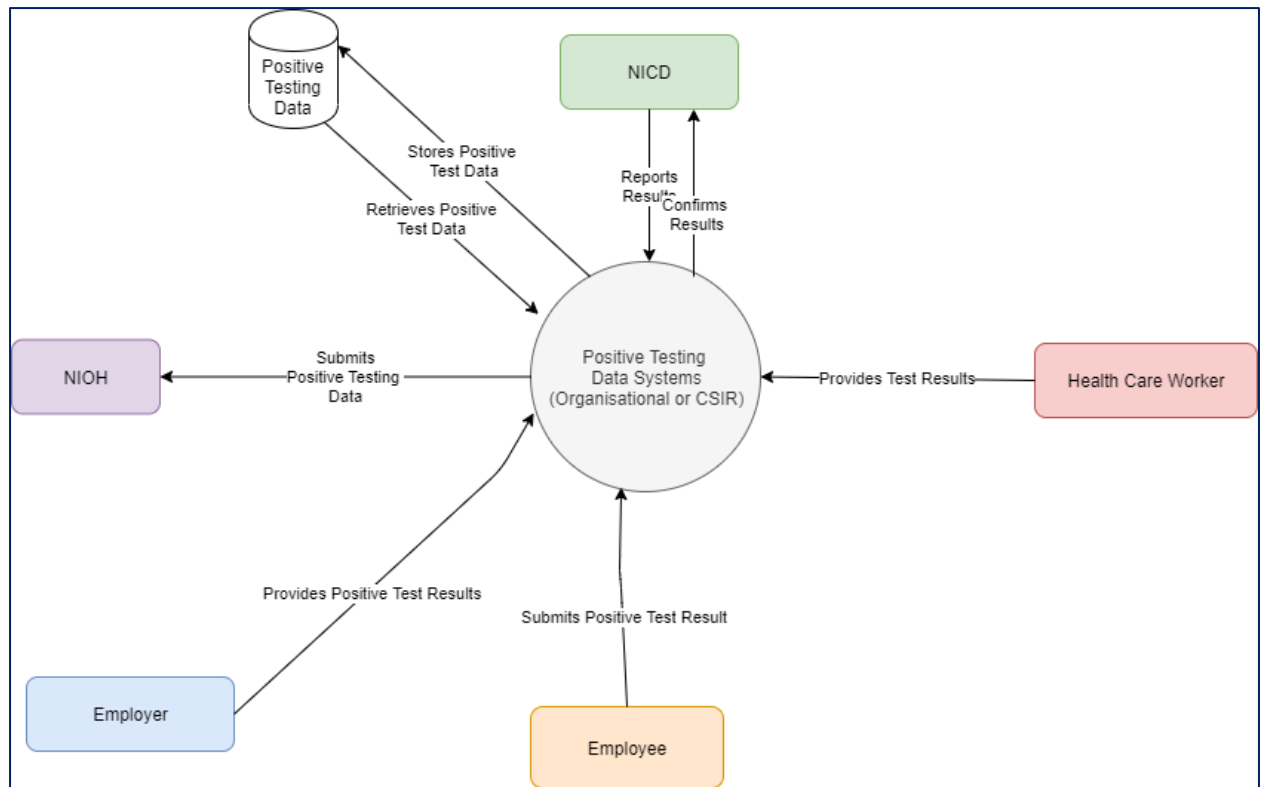 Positive
Testing
Data
NICD
Stores Positive
Test Data
Retrieves Positive
Test Data
Reports
Results
Confirms
Results
NIOH
Submits
Positive Testing
Data
Positive Testing
Data Systems
(Organisational or CSIR)
Provides Test Results
Health Care Worker
Provides Positive Test Results
Submits Positive Test Result
Employer
Employee